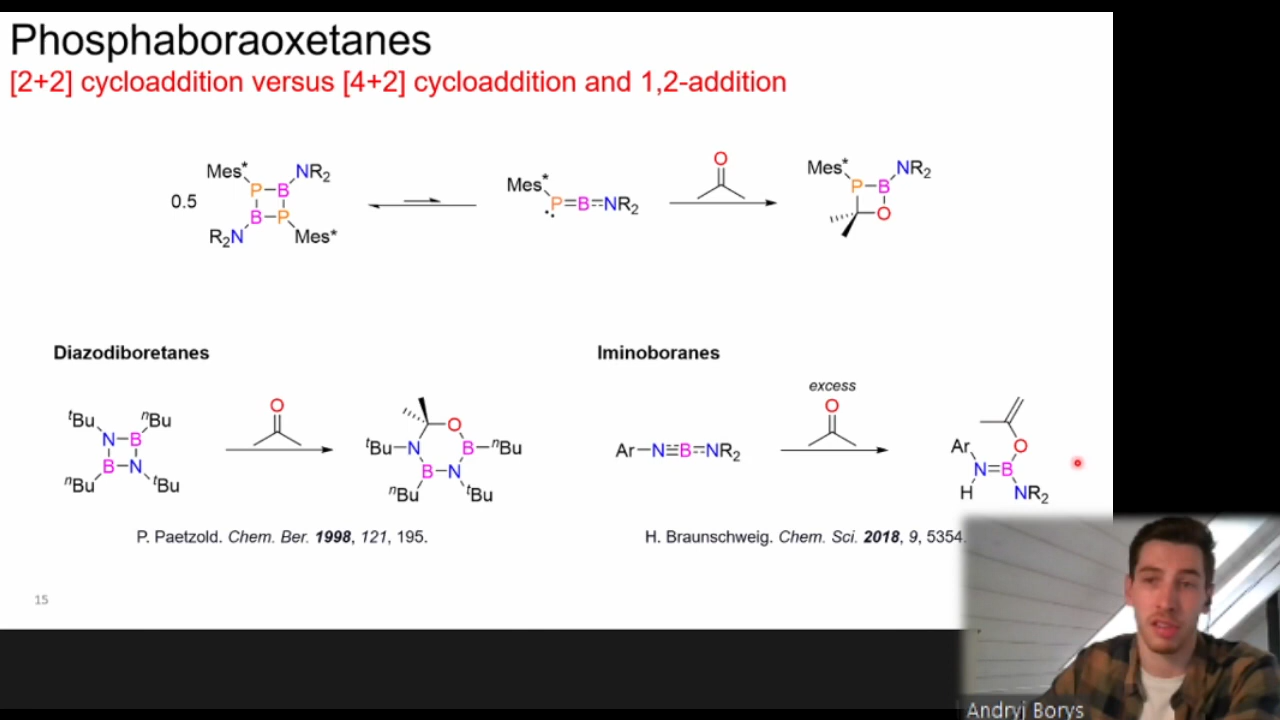 Phosphaboraoxetanes
[2+2] cycloaddition versus [4+2] cycloaddition and 1,2-addition
0.5
Mes*
NR2
P
B
B
P
R2N
Mes*
Mes*
P=B=NR2
O
Mes*
NR2
P
B
O
Diazodiboretanes
tBu
nBu
N
B
B
N
nBu
tBu
O
O
tBu
N
B
nBu
B
N
nBu
tBu
P. Paetzold. Chem. Ber. 1998, 121, 195.
Iminoboranes
Ar−N≡B=NR2
excess
O
O
Ar
N=B
H
NR2
H. Braunschweig. Chem. Sci. 2018, 9, 5354.
15
Andryj Borys